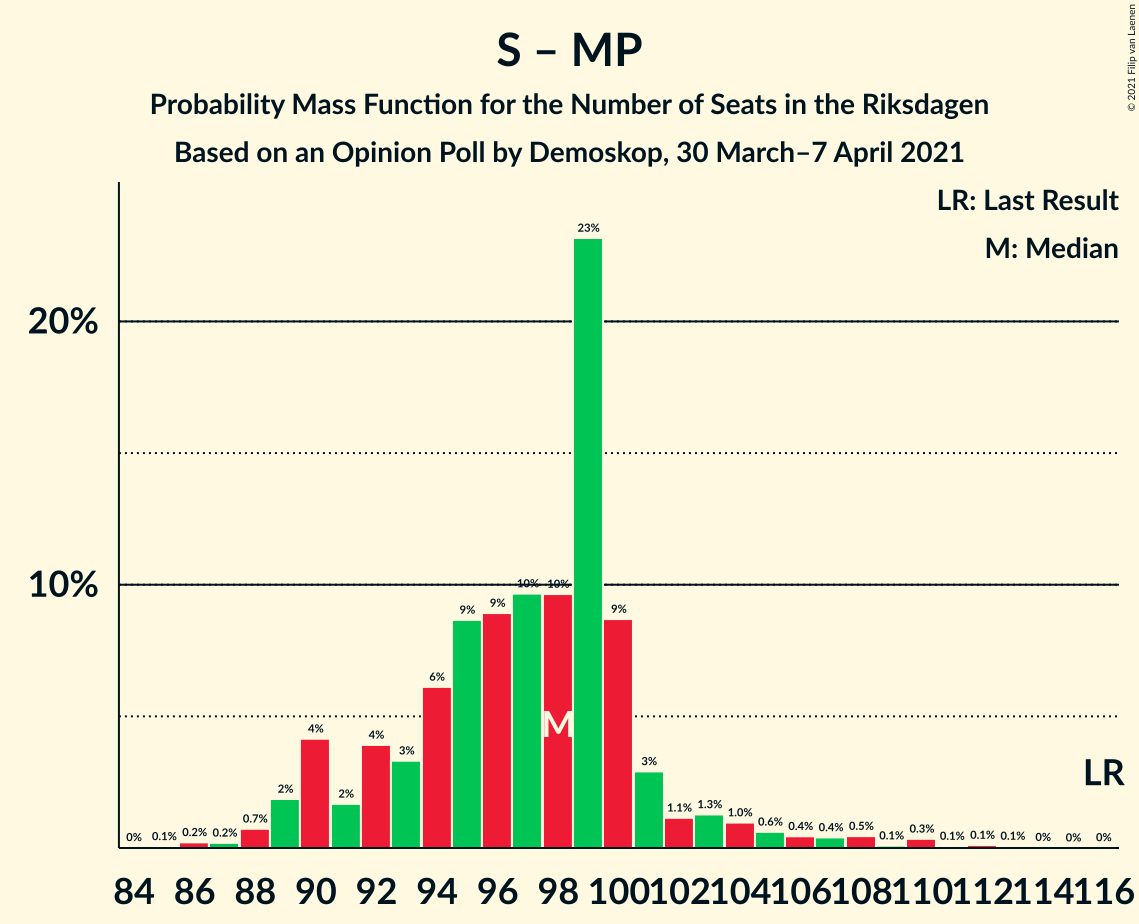 S – MP
Probability Mass Function for the Number of Seats in the Riksdagen
Based on an Opinion Poll by Demoskop, 30 March–7 April 2021
© 2021 Filip van Laenen
LR: Last Result
M: Median
20%
10%
0% 0.1% 0.2% 0.2% 0.7% 2% 4% 2% 4% 3% 6% 9% 9% 10% 10% 23% 9% 3% 1.1% 1.3% 1.0% 0.6% 0.4% 0.4% 0.5% 0.1% 0.3% 0.1% 0.1% 0.1% 0% 0% 0%
M
LR
84 86 88 90 92 94 96 98 100 102 104 106 108 110 112 114 116